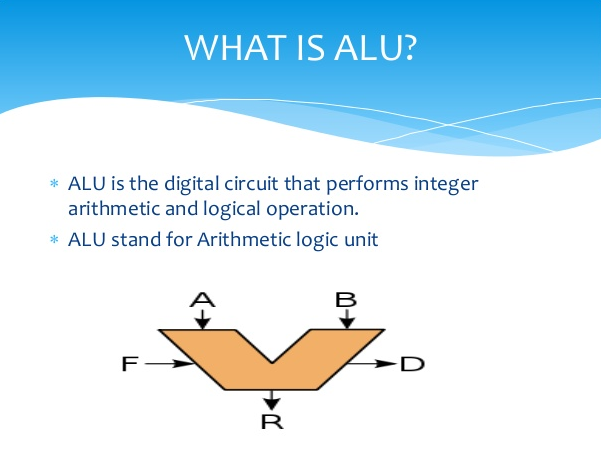 WHAT IS ALU?
* ALU is the digital circuit that performs integer
arithmetic and logical operation.
* ALU stand for Arithmetic logic unit
A B
F D
R